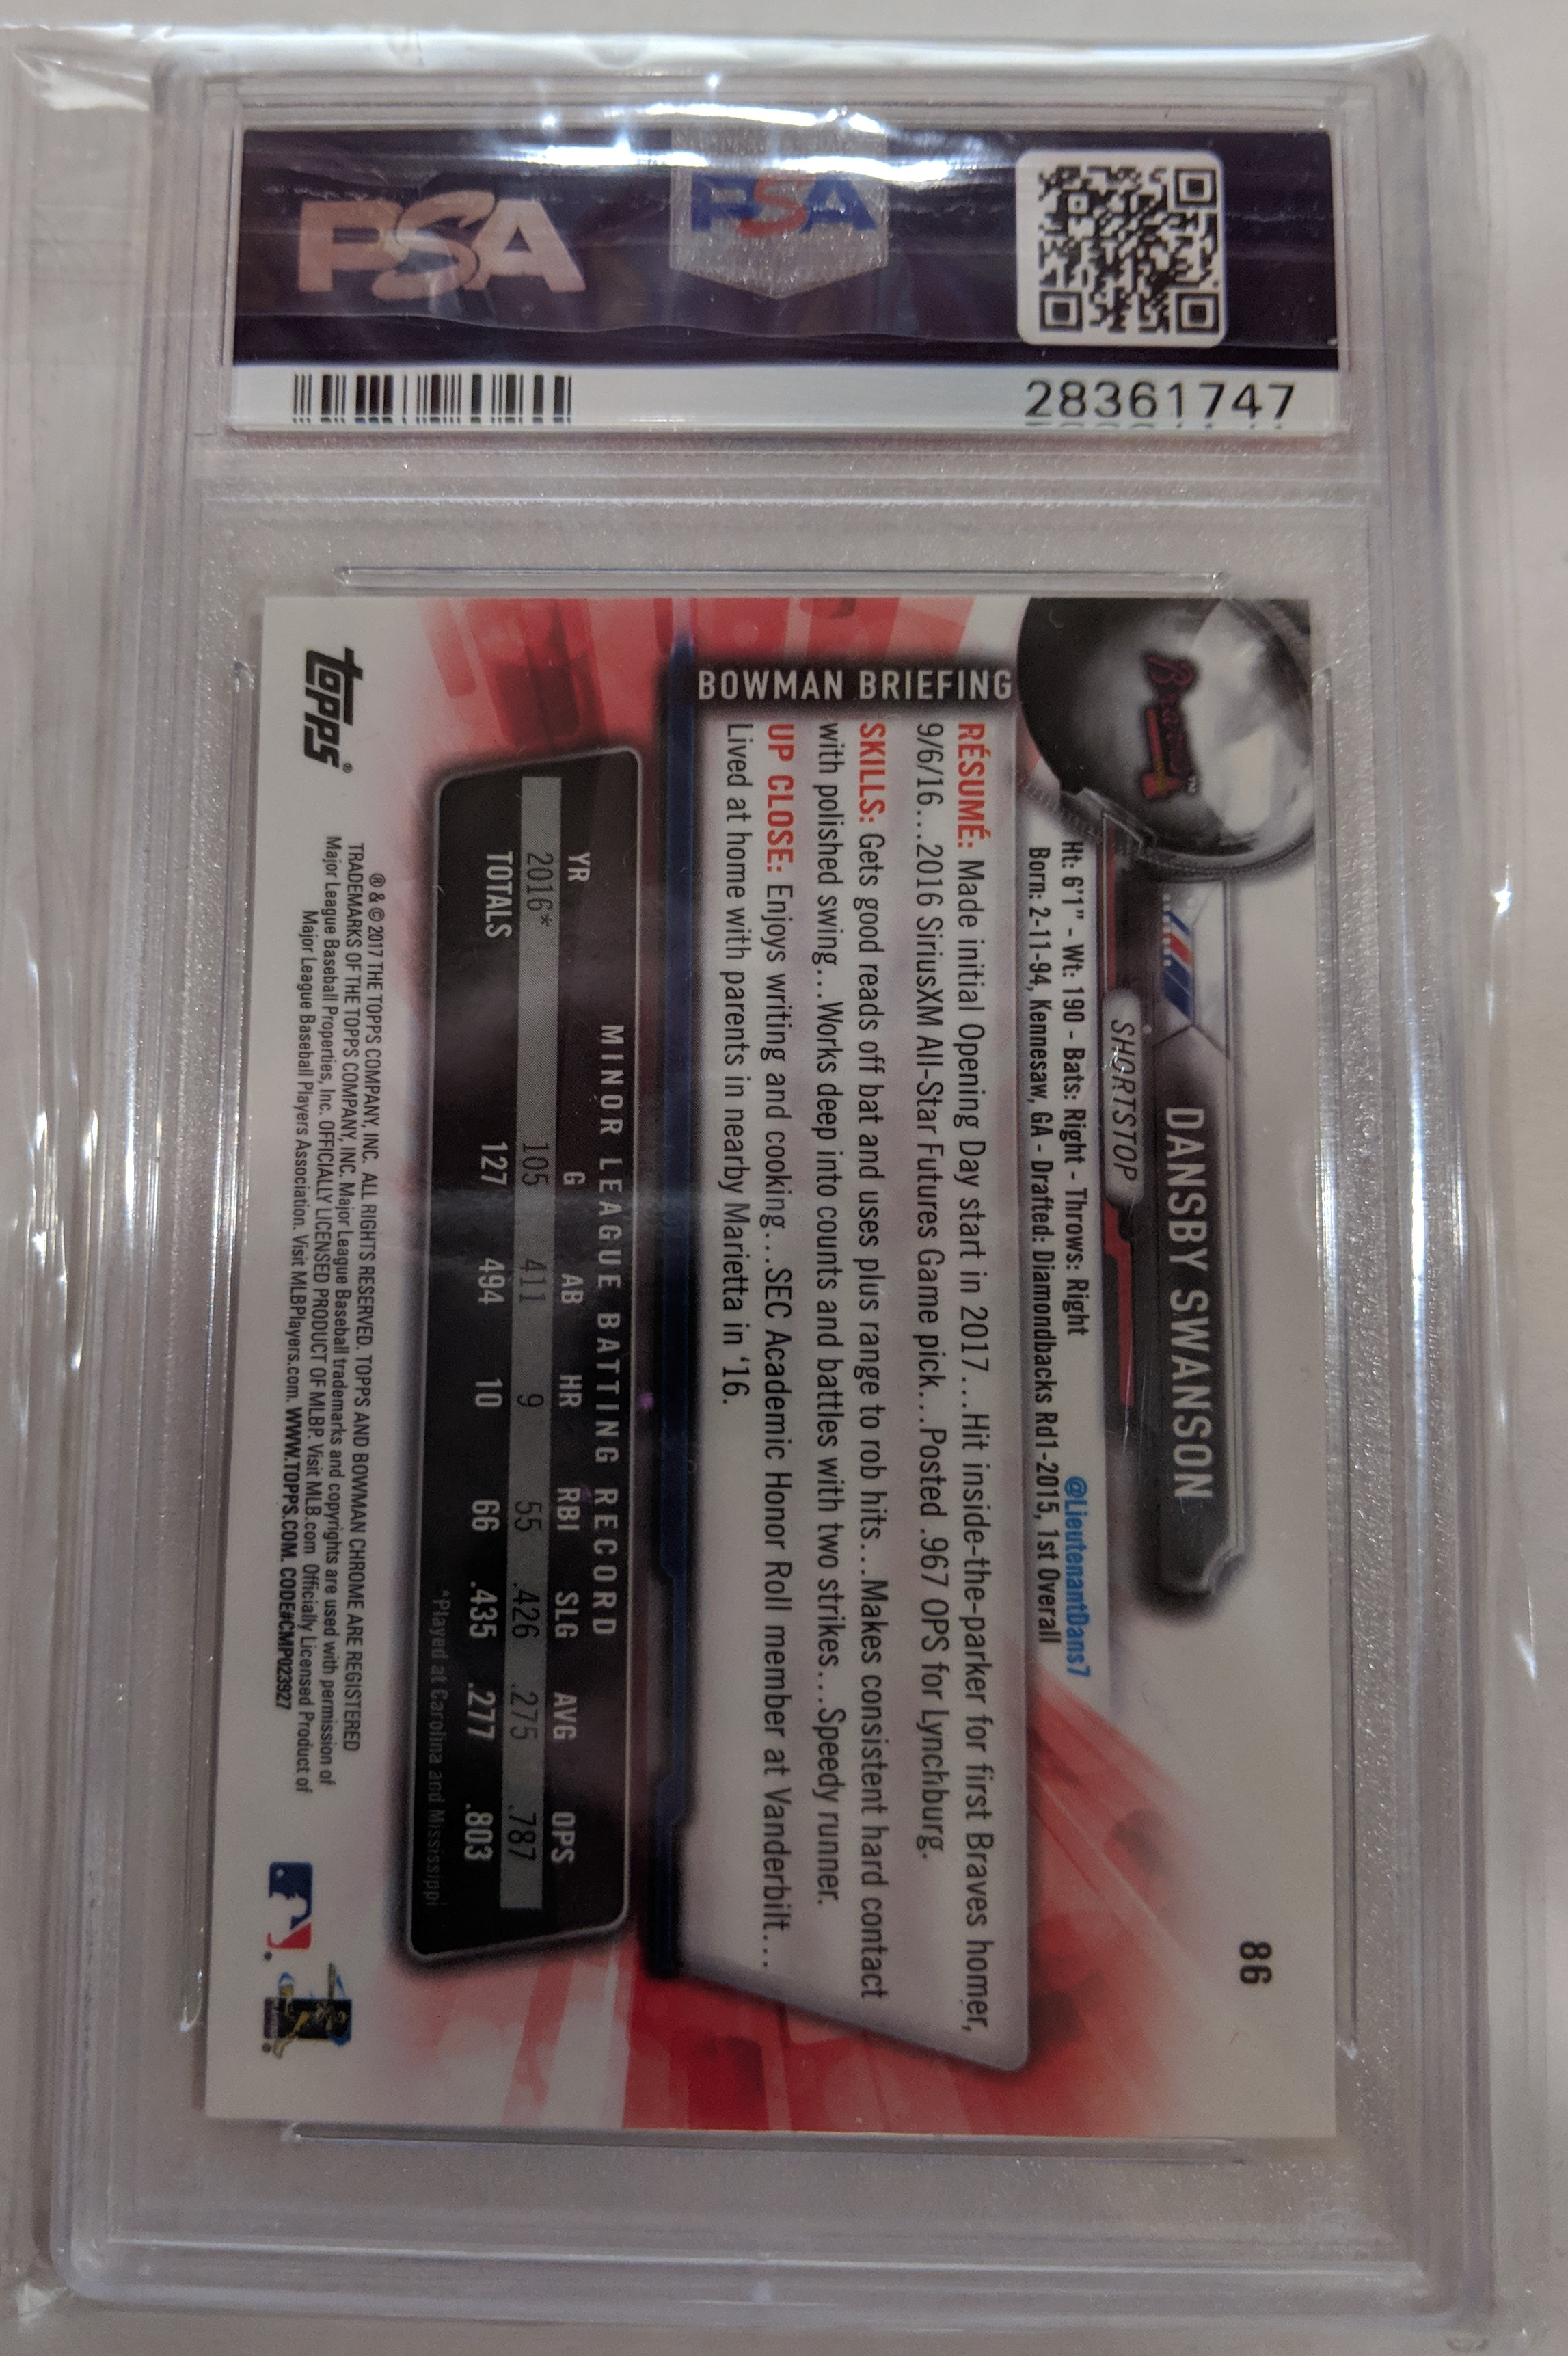 PSA
PSA
28361747
86
Braves™
DANSBY SWANSON
SHORTSTOP
Ht: 6'1" - Wt: 190 - Bats: Right - Throws: Right
@LieutenantDans7
Born: 2-11-94, Kennesaw, GA - Drafted: Diamondbacks Rd1-2015, 1st Overall
BOWMAN BRIEFING
RÉSUMÉ: Made initial Opening Day start in 2017...Hit inside-the-parker for first Braves homer,
9/6/16...2016 SiriusXM All-Star Futures Game pick...Posted .967 OPS for Lynchburg.
SKILLS: Gets good reads off bat and uses plus range to rob hits...Makes consistent hard contact
with polished swing...Works deep into counts and battles with two strikes...Speedy runner.
UP CLOSE: Enjoys writing and cooking...SEC Academic Honor Roll member at Vanderbilt...
Lived at home with parents in nearby Marietta in '16.
MINOR LEAGUE BATTING RECORD
YR G AB HR RBI SLG AVG OPS
2016* 105 411 9 55 .426 .275 .787
TOTALS 127 494 10 66 .435 .277 .803
*Played at Carolina and Mississippi
topps®
® & © 2017 THE TOPPS COMPANY, INC. ALL RIGHTS RESERVED. TOPPS AND BOWMAN CHROME ARE REGISTERED
TRADEMARKS OF THE TOPPS COMPANY, INC. Major League Baseball trademarks and copyrights are used with permission of
Major League Baseball Properties, Inc. OFFICIALLY LICENSED PRODUCT OF MLBP. Visit MLB.com Officially Licensed Product of
Major League Baseball Players Association. Visit MLBPlayers.com. WWW.TOPPS.COM. CODE#CMP023927